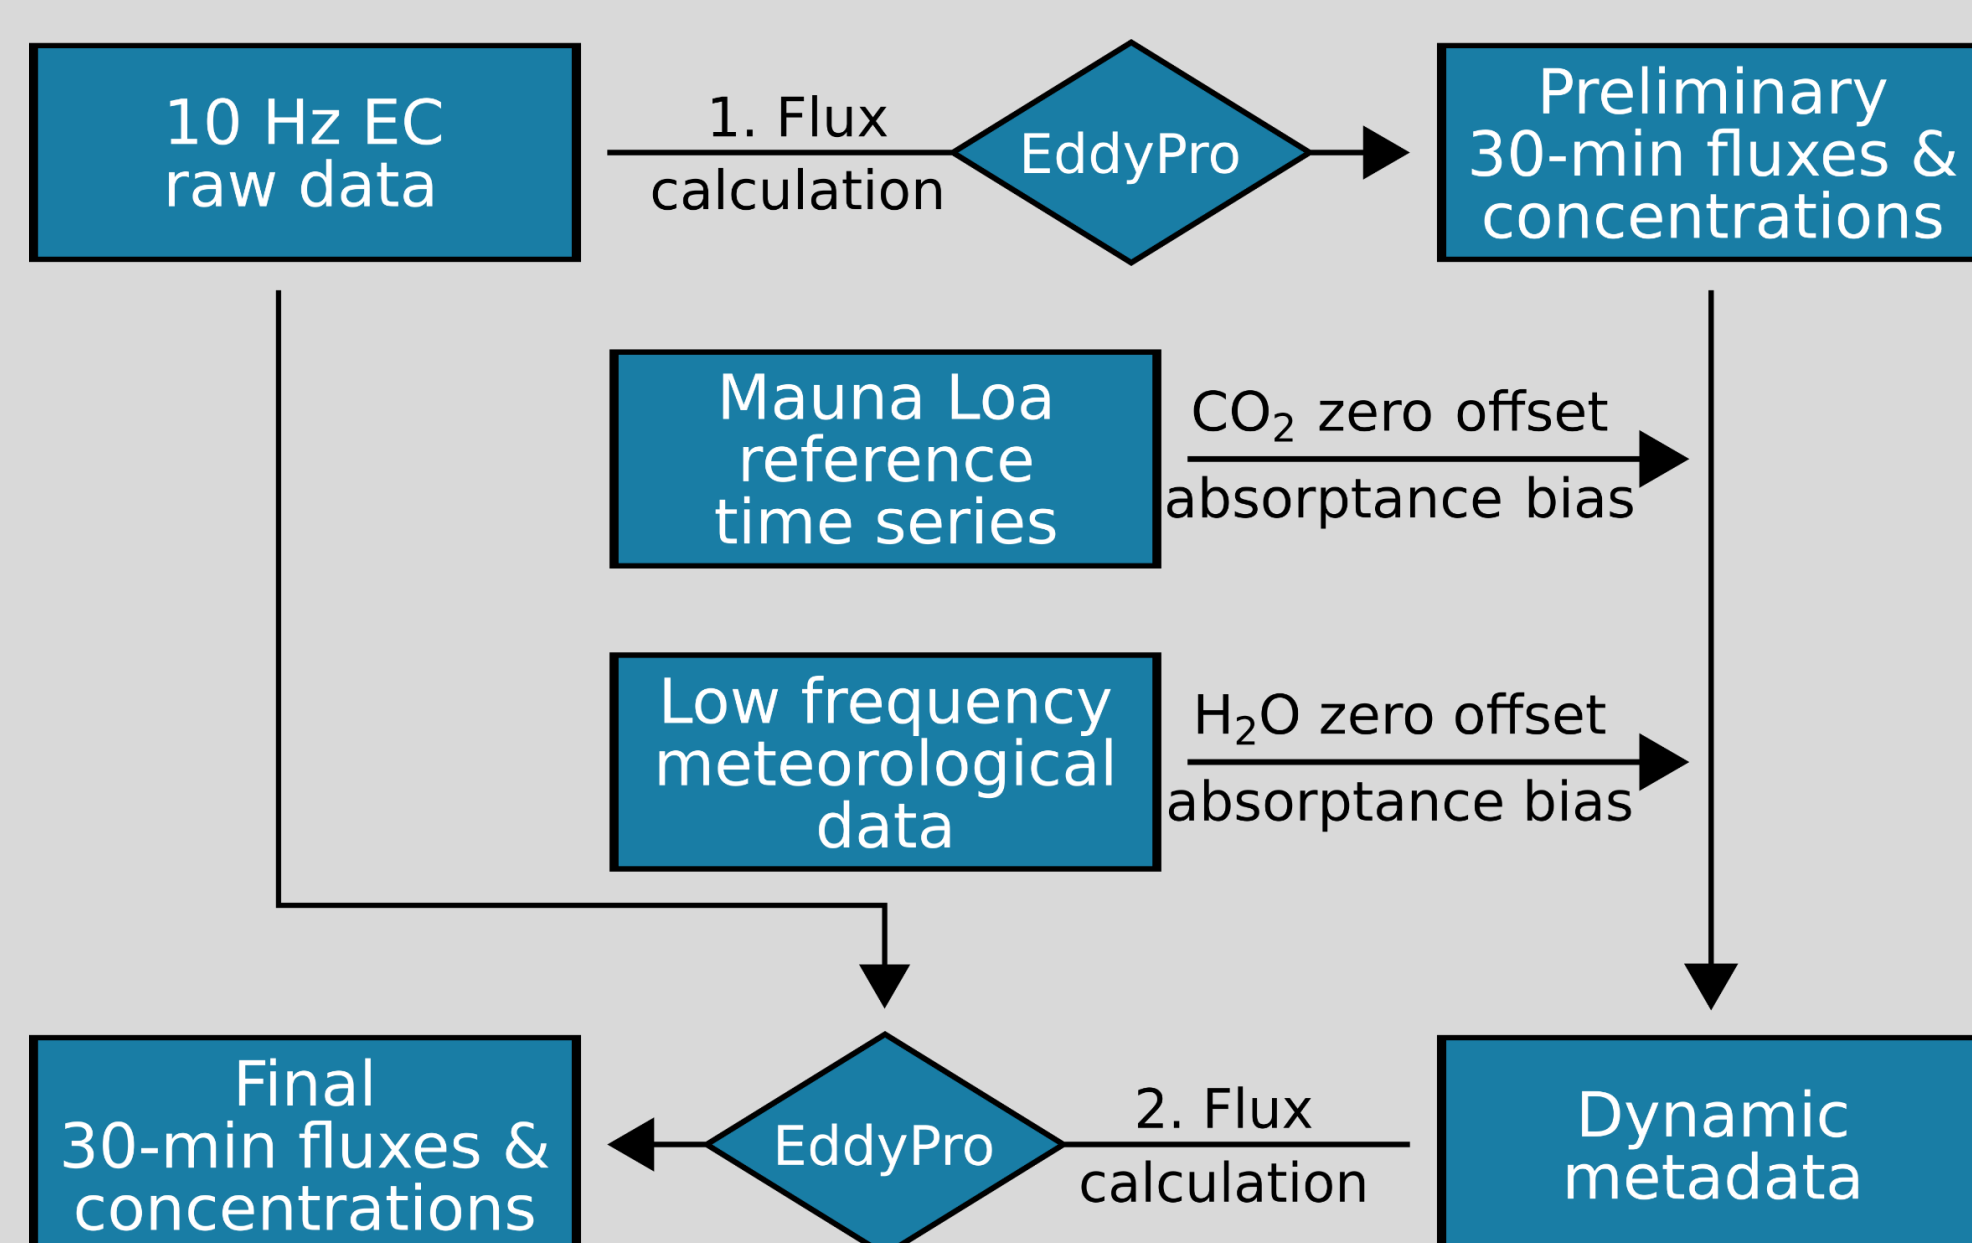 10 Hz EC
raw data
1. Flux
calculation
EddyPro
Preliminary
30-min fluxes &
concentrations
Mauna Loa
reference
time series
CO₂ zero offset
absorptance bias
Low frequency
meteorological
data
H₂O zero offset
absorptance bias
Final
30-min fluxes &
concentrations
EddyPro
2. Flux
calculation
Dynamic
metadata